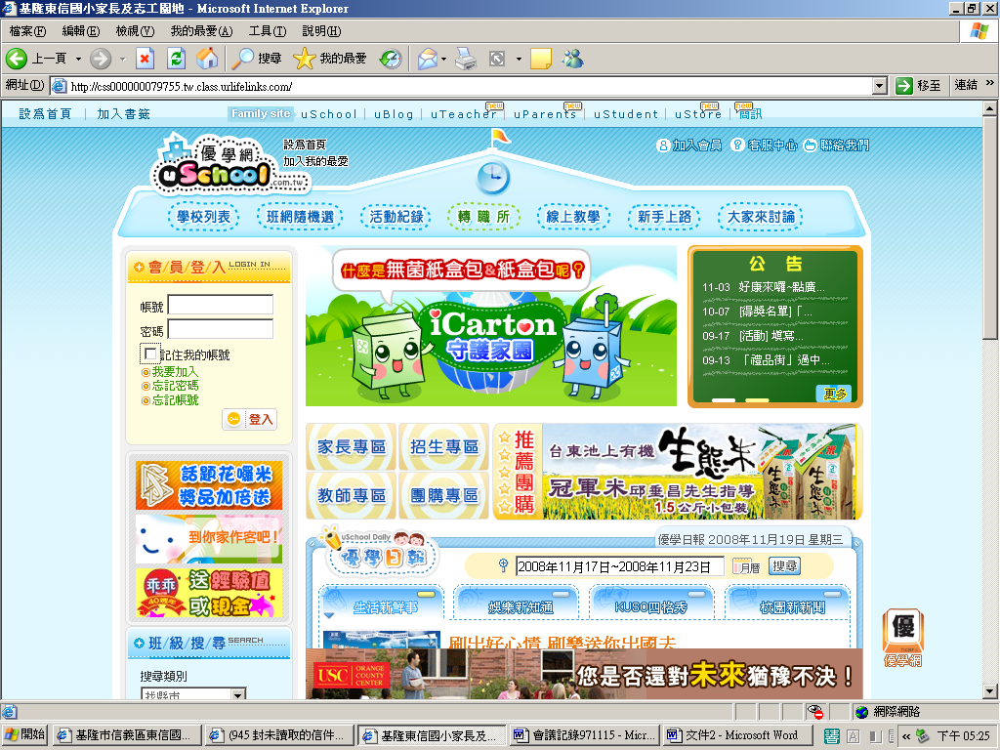 基隆東信國小家長及志工園地 - Microsoft Internet Explorer
檔案(F) 編輯(E) 檢視(V) 我的最愛(A) 工具(T) 說明(H)
上一頁 搜尋 我的最愛
網址(D) http://css000000079755.tw.class.urlifelinks.com/ 移至 連結 »
設為首頁 | 加入書籤 Family site uSchool | uBlog | uTeacher | uParents | uStudent | uStore | 簡訊
new new new new
優學網
uSchool.com.tw
設為首頁
加入我的最愛
加入會員 客服中心 聯絡我們
學校列表 班網隨機選 活動紀錄 轉職所 線上教學 新手上路 大家來討論
會/員/登/入 LOGIN IN
帳號
密碼
記住我的帳號
我要加入
忘記密碼
忘記帳號
登入
什麼是無菌紙盒包&紙盒包呢?
iCarton
守護家園
公 告
11-03 好康來囉~點廣...
10-07 [得獎名單]「...
09-17 [活動] 填寫...
09-13 「禮品街」過中...
更多
話題花囉米
獎品加倍送
到你家作客吧!
乖乖
送經驗值
或現金
家長專區 招生專區
教師專區 團購專區
推薦團購
台東池上有機生態米
冠軍米邱垂昌先生指導
1.5公斤小包裝
生態米
生態米
uSchool Daily
優學日報
優學日報 2008年11月19日 星期三
2008年11月17日~2008年11月23日 月曆 搜尋
生活新鮮事 娛樂新知通 KUSO四格秀 校園新新聞
刷出好心情 刷樂送你出國去
班/級/搜/尋 SEARCH
搜尋類別
找縣市
USC ORANGE COUNTY CENTER
您是否還對未來猶豫不決!
優
優學網
網際網路
開始 基隆市信義區東信國... (945 封未讀取的信件... 基隆東信國小家長及... 會議記錄971115 - Micr... 文件2 - Microsoft Word « 下午 05:25